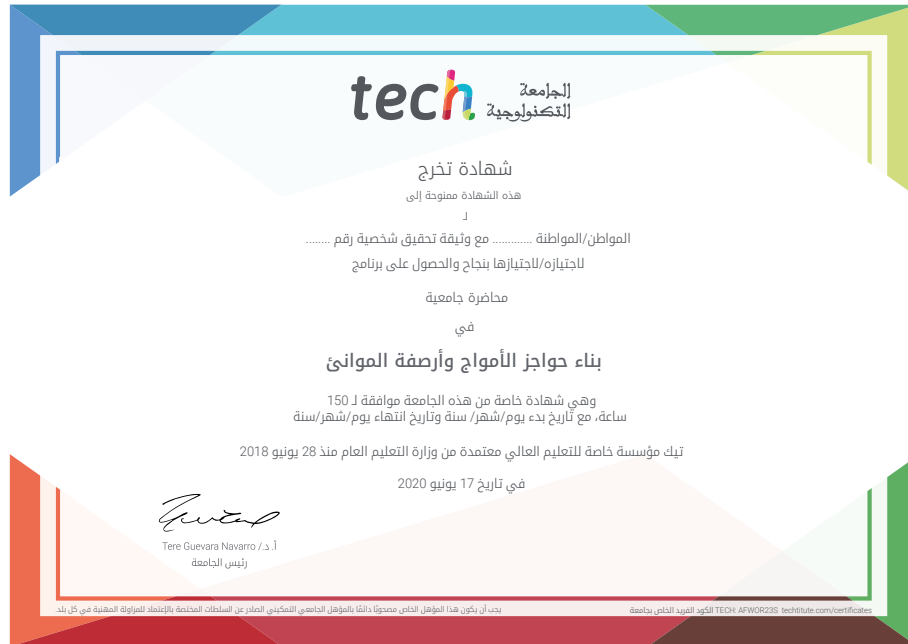 tech الجامعة
التكنولوجية
شهادة تخرج
هذه الشهادة ممنوحة إلى
لـ
المواطن/المواطنة ............ مع وثيقة تحقيق شخصية رقم ........
لاجتيازه/لاجتيازها بنجاح والحصول على برنامج
محاضرة جامعية
في
بناء حواجز الأمواج وأرصفة الموانئ
وهي شهادة خاصة من هذه الجامعة موافقة لـ 150
ساعة، مع تاريخ بدء يوم/شهر/ سنة وتاريخ انتهاء يوم/شهر/سنة
تيك مؤسسة خاصة للتعليم العالي معتمدة من وزارة التعليم العام منذ 28 يونيو 2018
في تاريخ 17 يونيو 2020
أ. د./ Tere Guevara Navarro
رئيس الجامعة
يجب أن يكون هذا المؤهل الخاص مصحوبًا دائمًا بالمؤهل الجامعي التمكيني الصادر عن السلطات المختصة بالإعتماد للمزاولة المهنية في كل بلد.
الكود الفريد الخاص بجامعة TECH: AFWOR23S techtitute.com/certificates